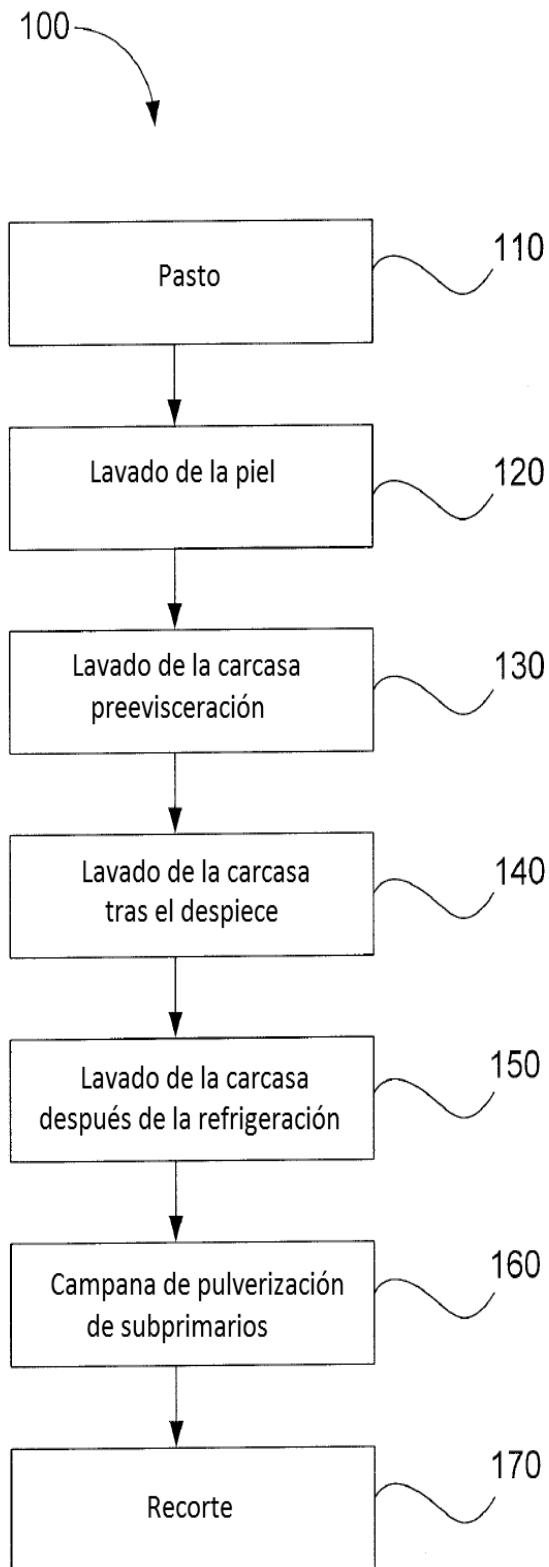 100
Pasto
110
Lavado de la piel
120
Lavado de la carcasa
preevisceración
130
Lavado de la carcasa
tras el despiece
140
Lavado de la carcasa
después de la refrigeración
150
Campana de pulverización
de subprimarios
160
Recorte
170